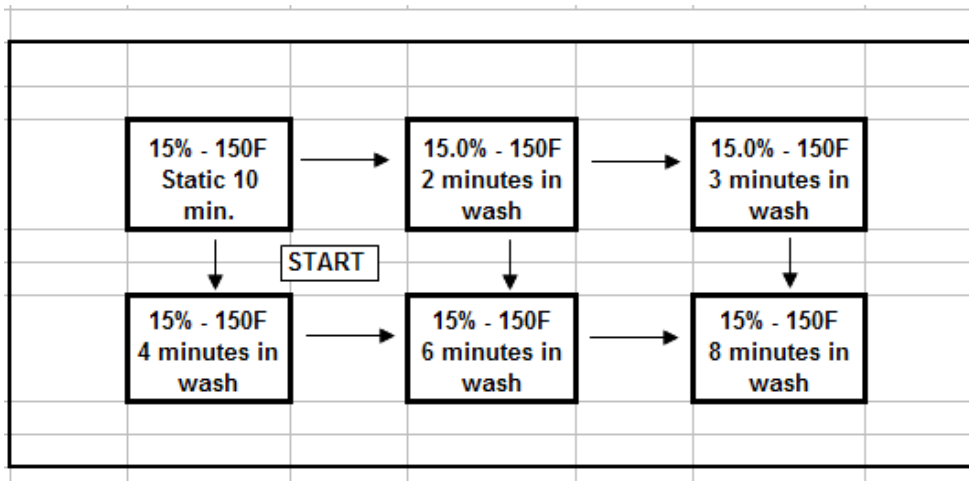 15% - 150F
Static 10
min.
15.0% - 150F
2 minutes in
wash
15.0% - 150F
3 minutes in
wash
START
15% - 150F
4 minutes in
wash
15% - 150F
6 minutes in
wash
15% - 150F
8 minutes in
wash